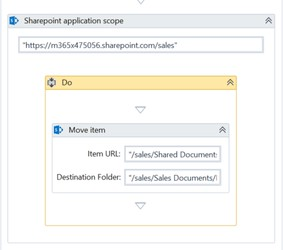 Sharepoint application scope
"https://m365x475056.sharepoint.com/sales"
Do
Move item
Item URL: "/sales/Shared Document
Destination Folder: "/sales/Sales Documents/